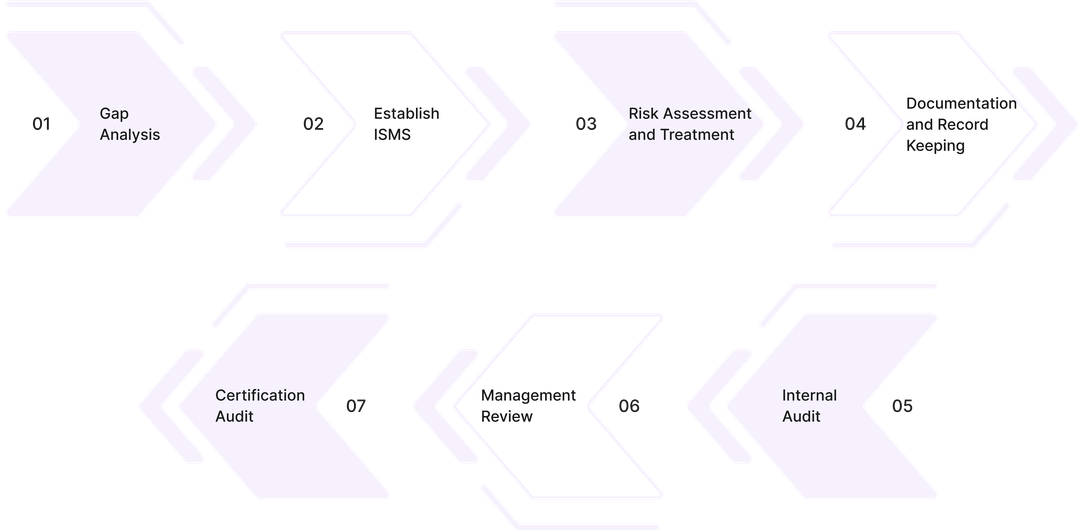 01
Gap
Analysis
02
Establish
ISMS
03
Risk Assessment
and Treatment
04
Documentation
and Record
Keeping
05
Internal
Audit
06
Management
Review
07
Certification
Audit